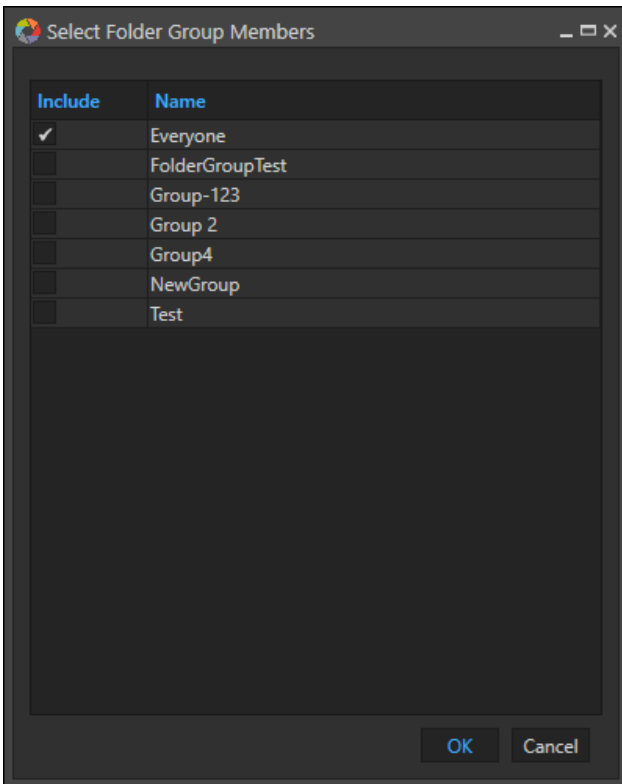 Select Folder Group Members
Include Name
Everyone
FolderGroupTest
Group-123
Group 2
Group4
NewGroup
Test
OK Cancel